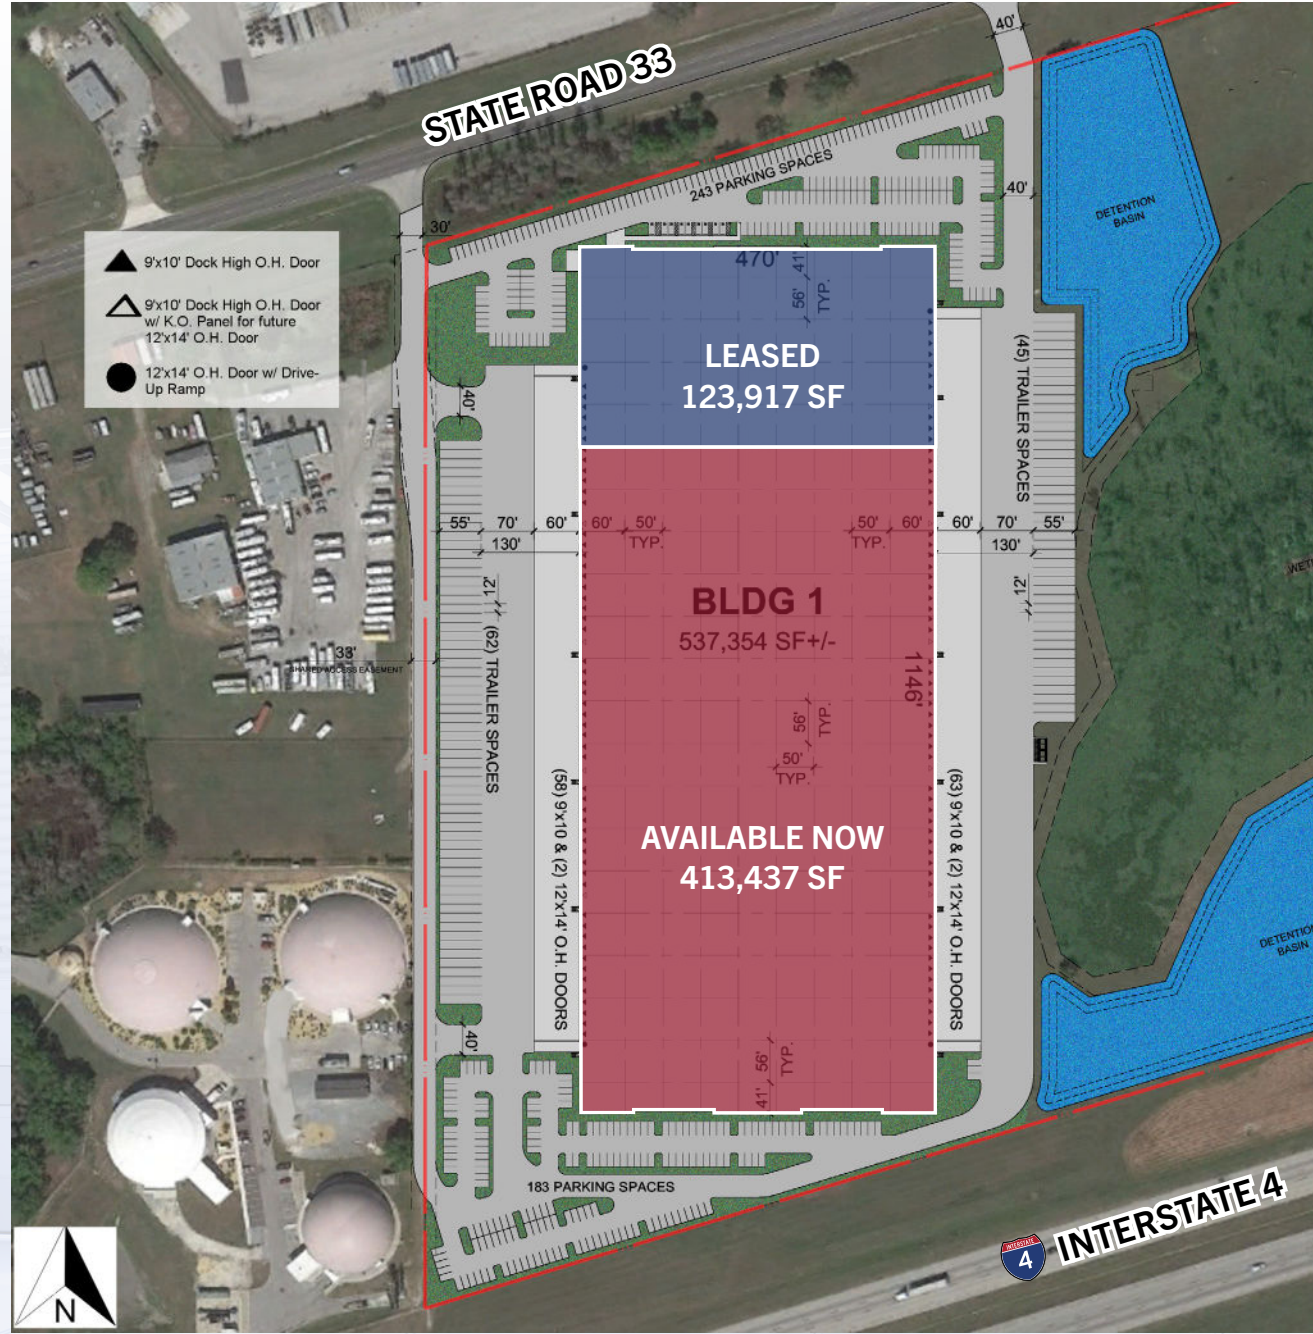 40'
STATE ROAD 33
243 PARKING SPACES
40'
DETENTION
BASIN
30'
9'x10' Dock High O.H. Door
9'x10' Dock High O.H. Door
w/ K.O. Panel for future
12'x14' O.H. Door
12'x14' O.H. Door w/ Drive-
Up Ramp
470'
41'
56'
TYP.
LEASED
123,917 SF
(45) TRAILER SPACES
40'
55'
70'
60'
60'
50'
TYP.
50'
60'
TYP.
60'
70'
55'
130'
130'
12'
12'
BLDG 1
537,354 SF+/-
(62) TRAILER SPACES
33'
SHARED ACCESS EASEMENT
1146'
56'
TYP.
50'
TYP.
(58) 9'x10 & (2) 12'x14' O.H. DOORS
(63) 9'x10 & (2) 12'x14' O.H. DOORS
AVAILABLE NOW
413,437 SF
DETENTION
BASIN
40'
56'
TYP.
41'
183 PARKING SPACES
INTERSTATE
4
INTERSTATE 4
N